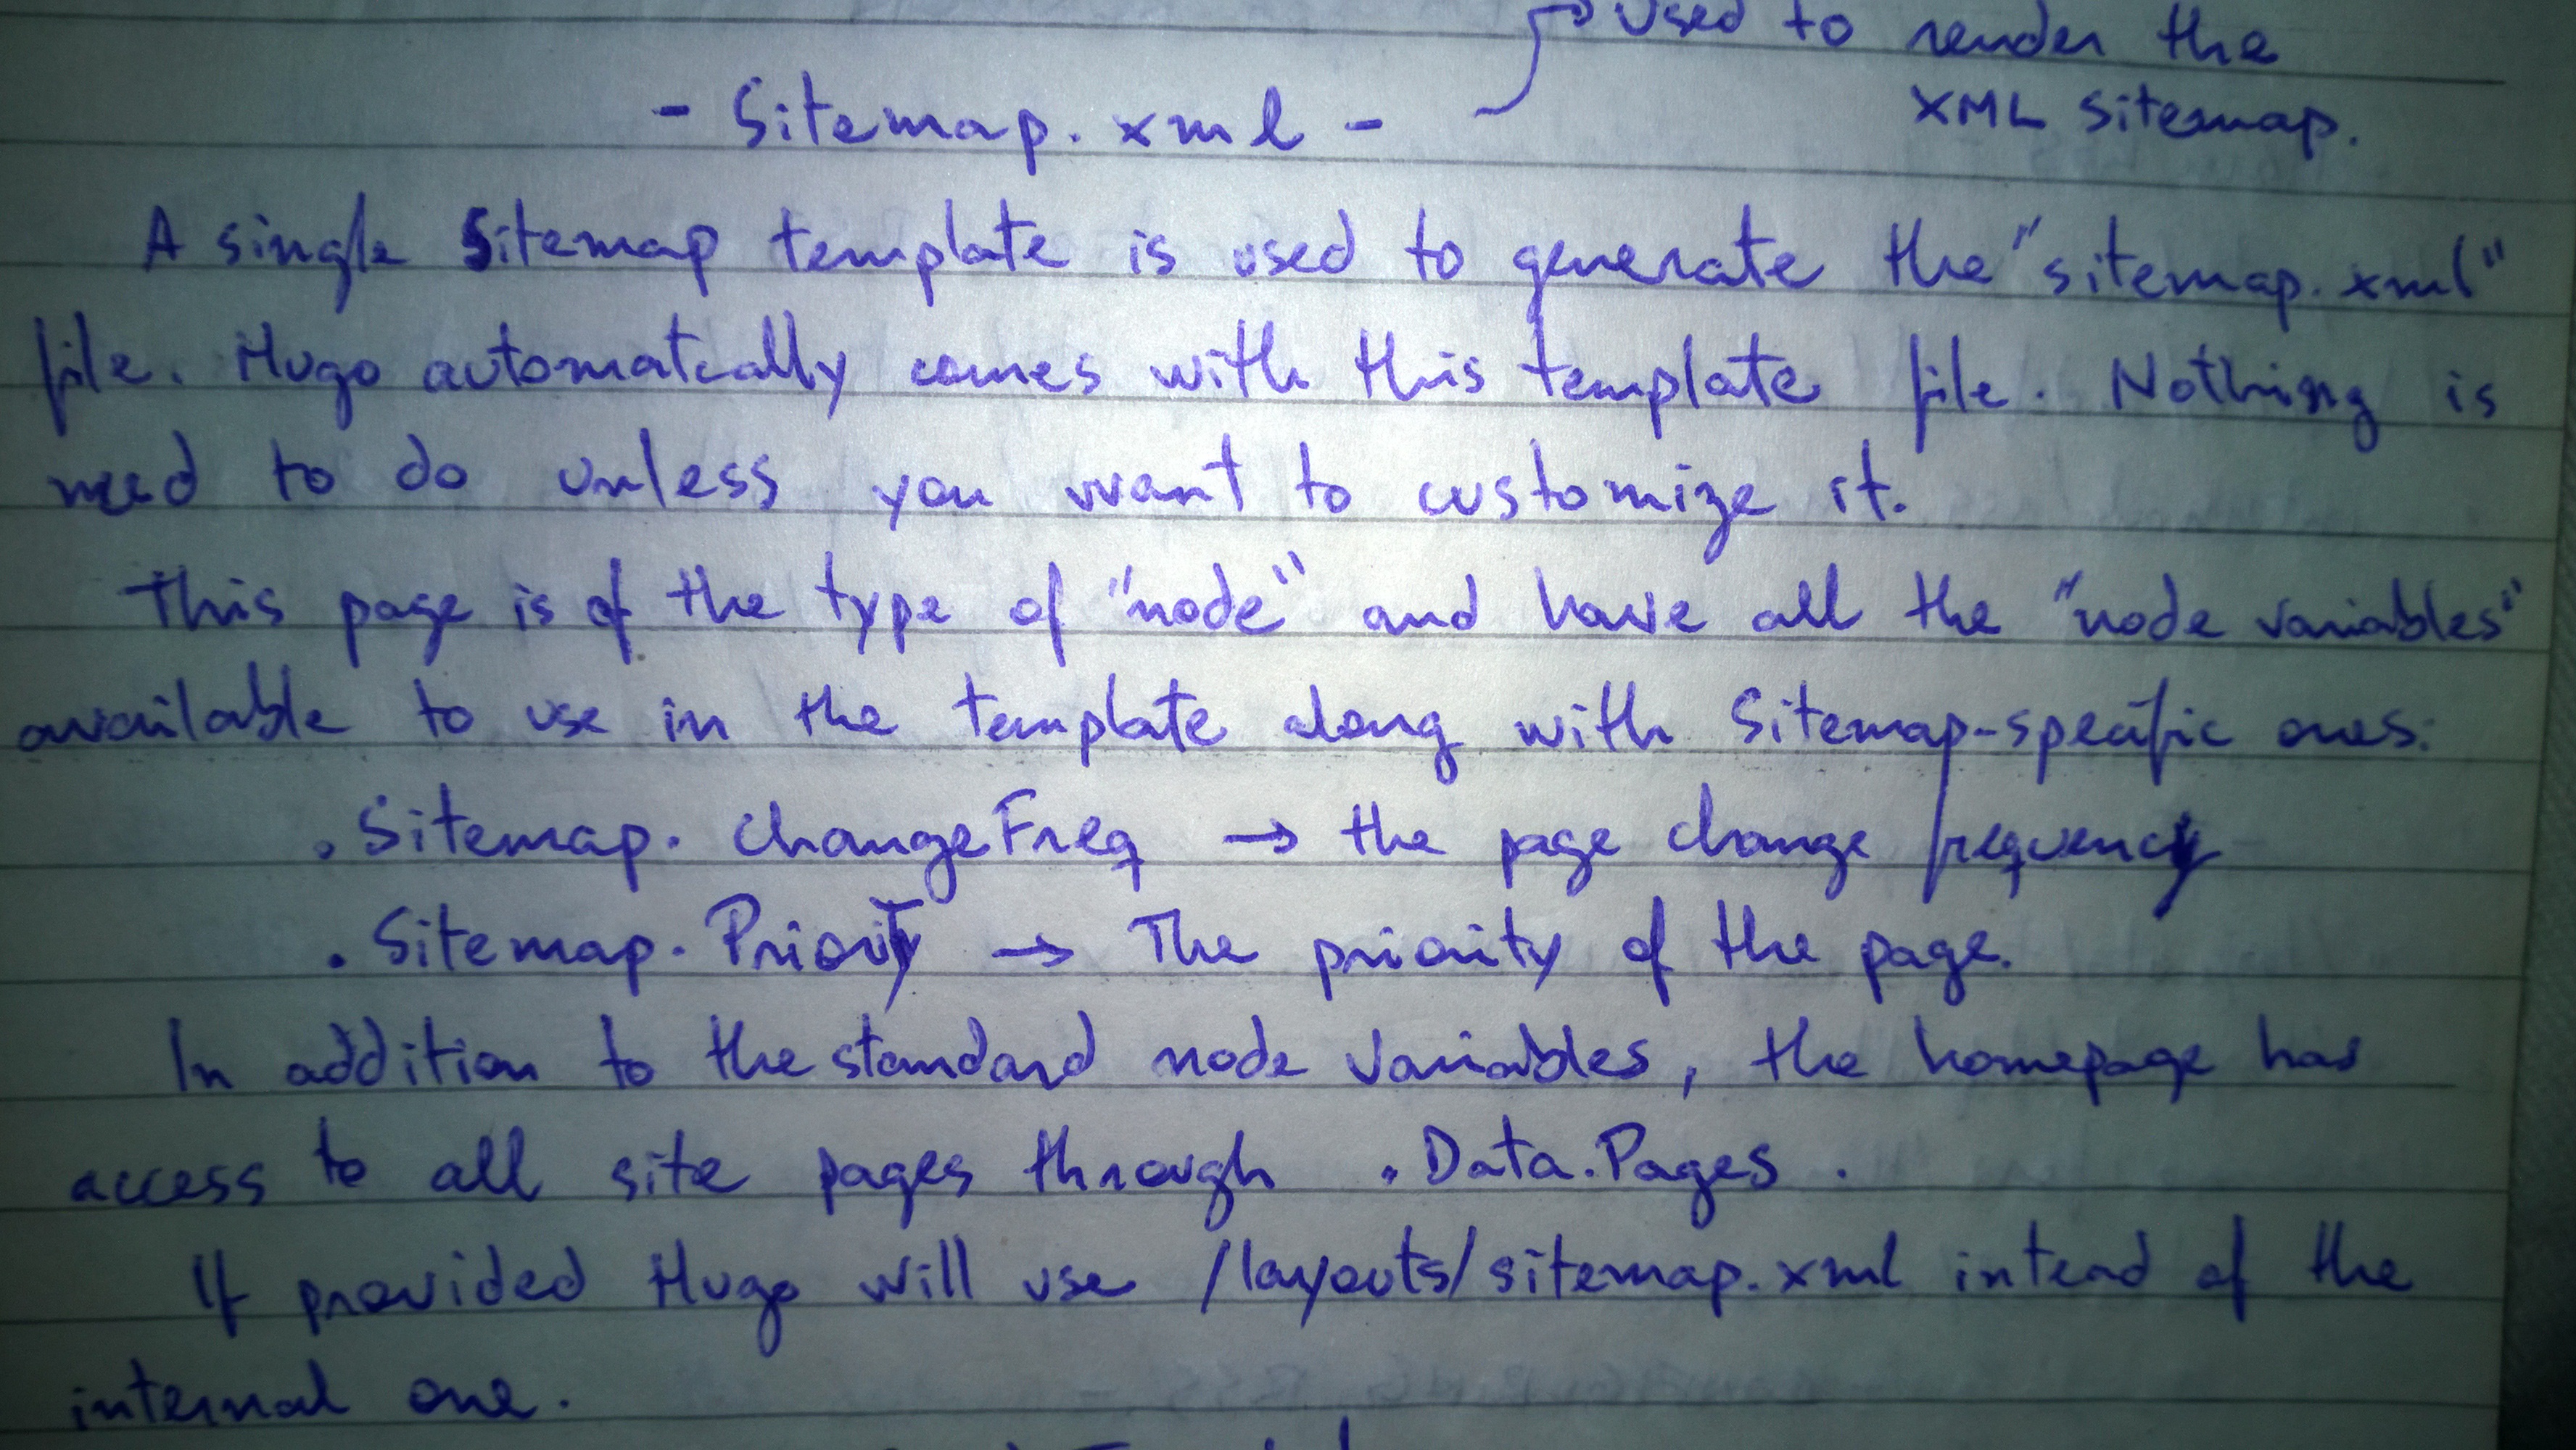 Used to render the
XML Sitemap.
- Sitemap.xml -
A single Sitemap template is used to generate the "sitemap.xml"
file. Hugo automatcally comes with this template file. Nothing is
need to do unless you want to customize it.
This page is of the type of "node" and have all the "node variables"
available to use in the template along with Sitemap-specific ones:
.Sitemap.ChangeFreq → the page change frequency
.Sitemap.Priority → The priority of the page.
In addition to the standard node variables, the homepage has
access to all site pages through .Data.Pages .
If provided Hugo will use /layouts/sitemap.xml intead of the
internal one.